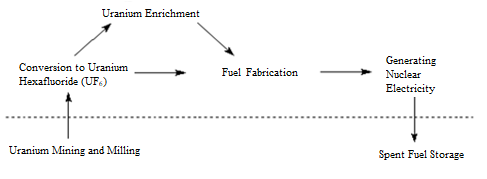 Uranium Enrichment
Conversion to Uranium
Hexafluoride (UF₆)
Fuel Fabrication
Generating
Nuclear
Electricity
Uranium Mining and Milling
Spent Fuel Storage